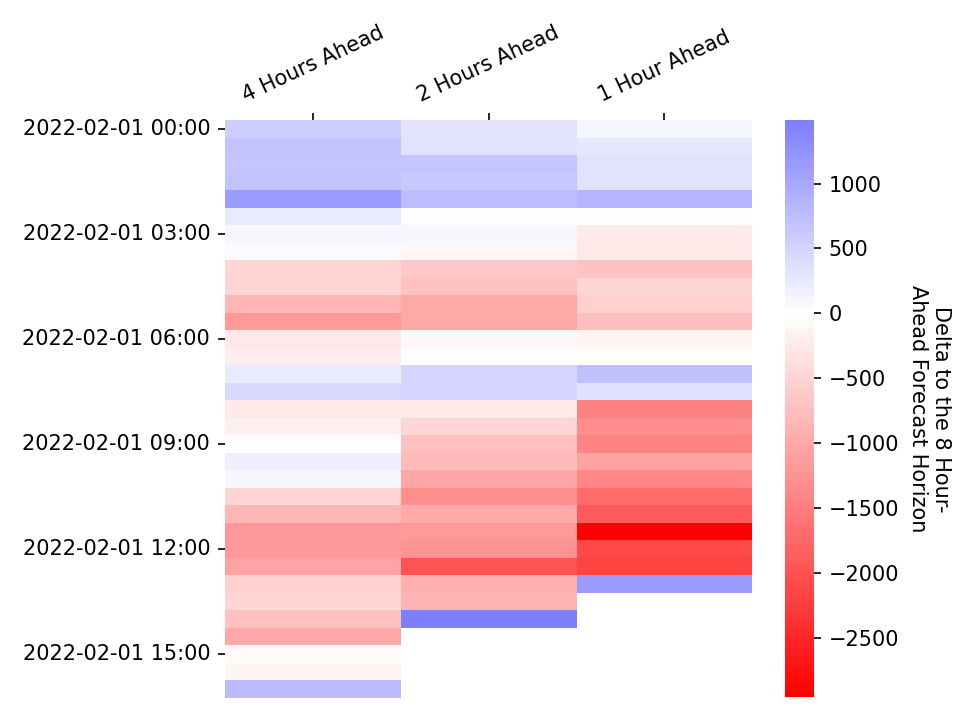 4 Hours Ahead
2 Hours Ahead
1 Hour Ahead
2022-02-01 00:00
2022-02-01 03:00
2022-02-01 06:00
2022-02-01 09:00
2022-02-01 12:00
2022-02-01 15:00
1000
500
0
−500
−1000
−1500
−2000
−2500
Delta to the 8 Hour-
Ahead Forecast Horizon